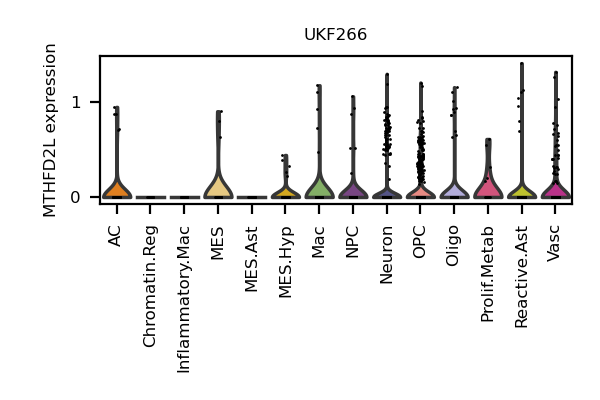 UKF266
MTHFD2L expression
1
0
AC
Chromatin.Reg
Inflammatory.Mac
MES
MES.Ast
MES.Hyp
Mac
NPC
Neuron
OPC
Oligo
Prolif.Metab
Reactive.Ast
Vasc